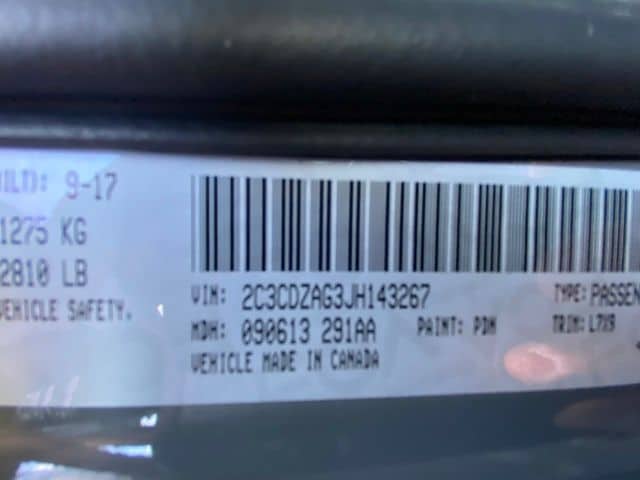 9-17
1275 KG
2810 LB
VEHICLE SAFETY.
VIN: 2C3CDZAG3JH143267
TYPE: PASSEN
MDH: 090613 291AA
PAINT: PDN
TRIM: L7X9
VEHICLE MADE IN CANADA